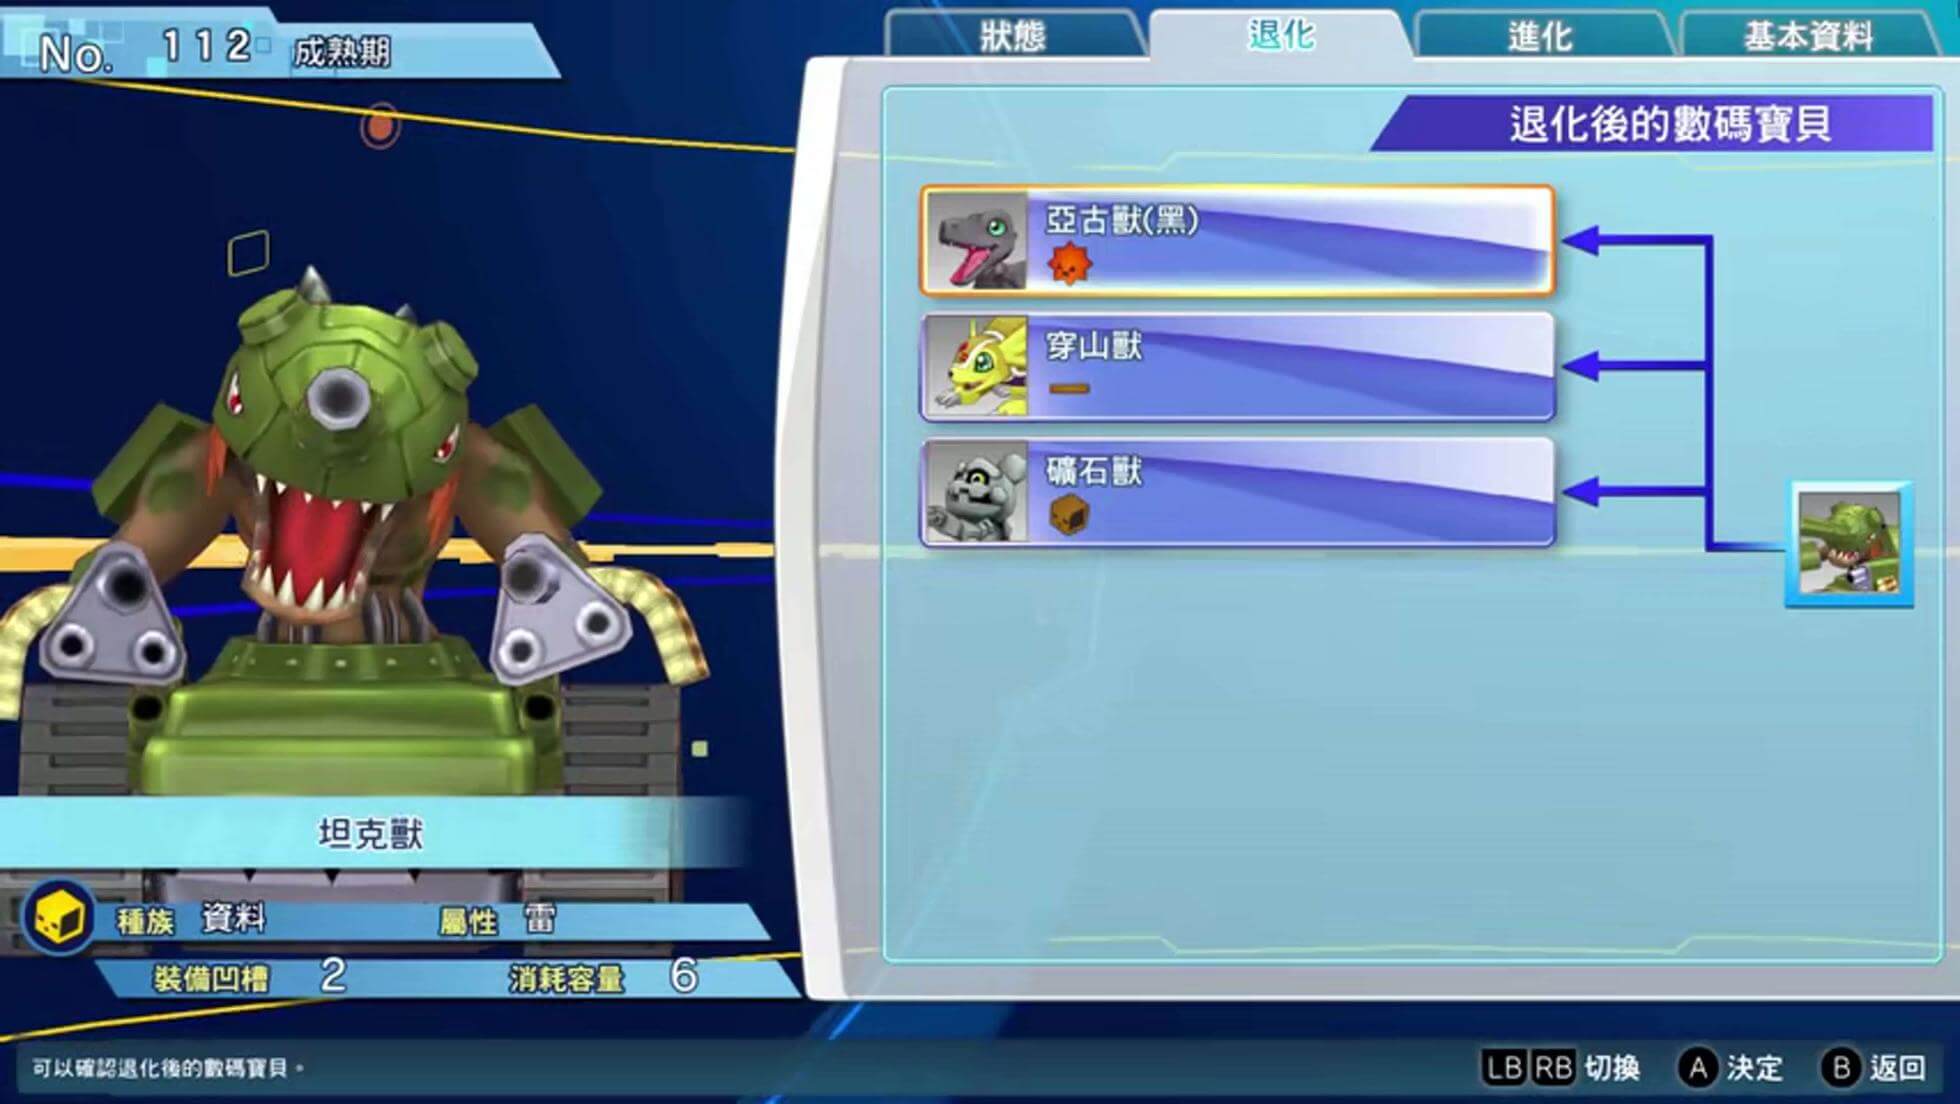 No. 112 成熟期
狀態 退化 進化 基本資料
退化後的數碼寶貝
亞古獸(黑)
穿山獸
礦石獸
坦克獸
種族 資料 屬性 雷
裝備凹槽 2 消耗容量 6
可以確認退化後的數碼寶貝。
LB RB 切換 A 決定 B 返回